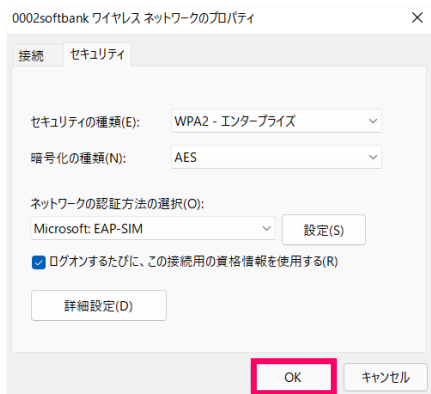 0002softbank ワイヤレス ネットワークのプロパティ
接続 セキュリティ
セキュリティの種類(E): WPA2 - エンタープライズ
暗号化の種類(N): AES
ネットワークの認証方法の選択(O):
Microsoft: EAP-SIM 設定(S)
ログオンするたびに、この接続用の資格情報を使用する(R)
詳細設定(D)
OK キャンセル